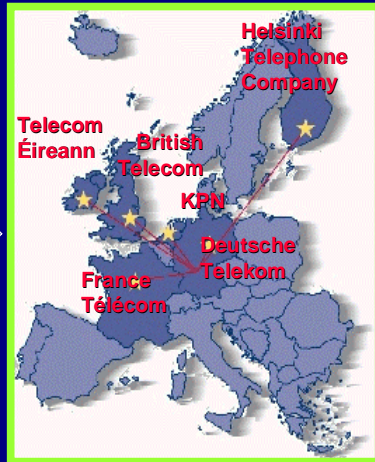 Helsinki
Telephone
Company
Telecom
Éireann
British
Telecom
KPN
Deutsche
Telekom
France
Télécom